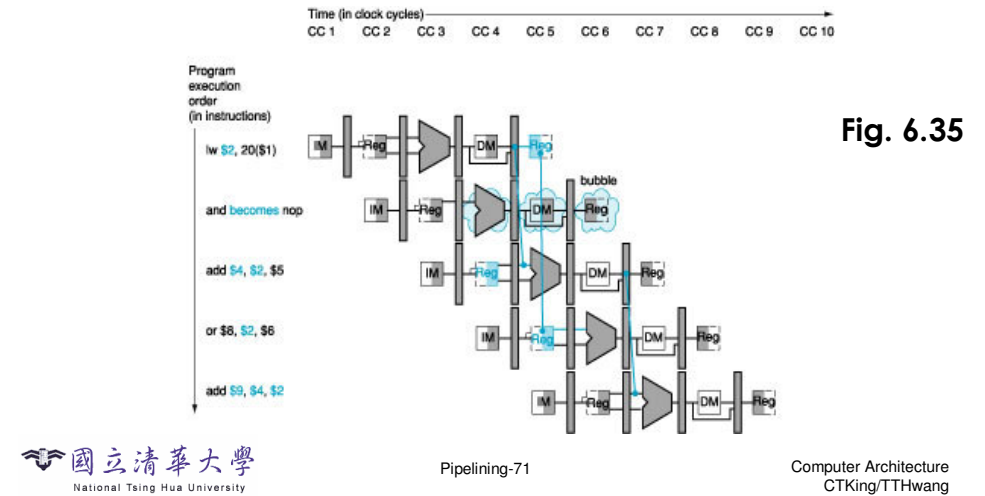 Time (in clock cycles)
CC 1 CC 2 CC 3 CC 4 CC 5 CC 6 CC 7 CC 8 CC 9 CC 10
Program
execution
order
(in instructions)
Fig. 6.35
lw $2, 20($1)
IM Reg DM Reg
bubble
and becomes nop
IM Reg DM Reg
add $4, $2, $5
IM Reg DM Reg
or $8, $2, $6
IM Reg DM Reg
add $9, $4, $2
IM Reg DM Reg
國立清華大學
National Tsing Hua University
Pipelining-71
Computer Architecture
CTKing/TTHwang